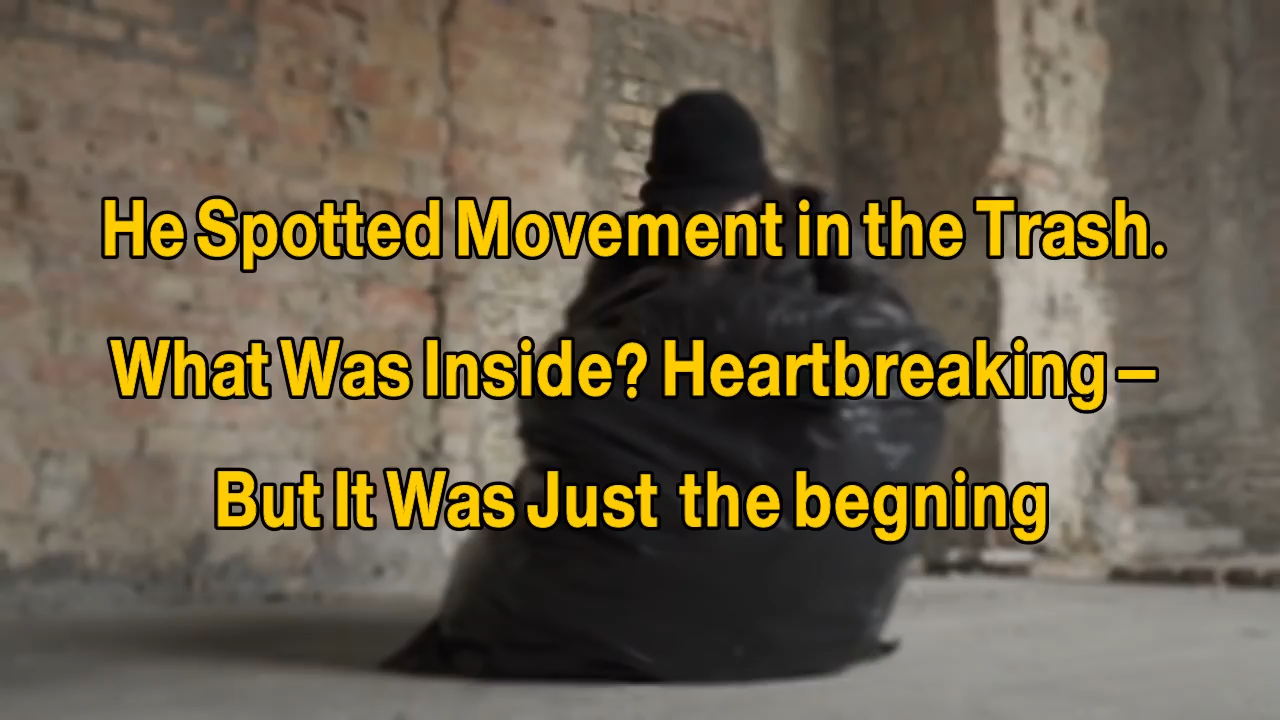 He Spotted Movement in the Trash.
What Was Inside? Heartbreaking –
But It Was Just the begning